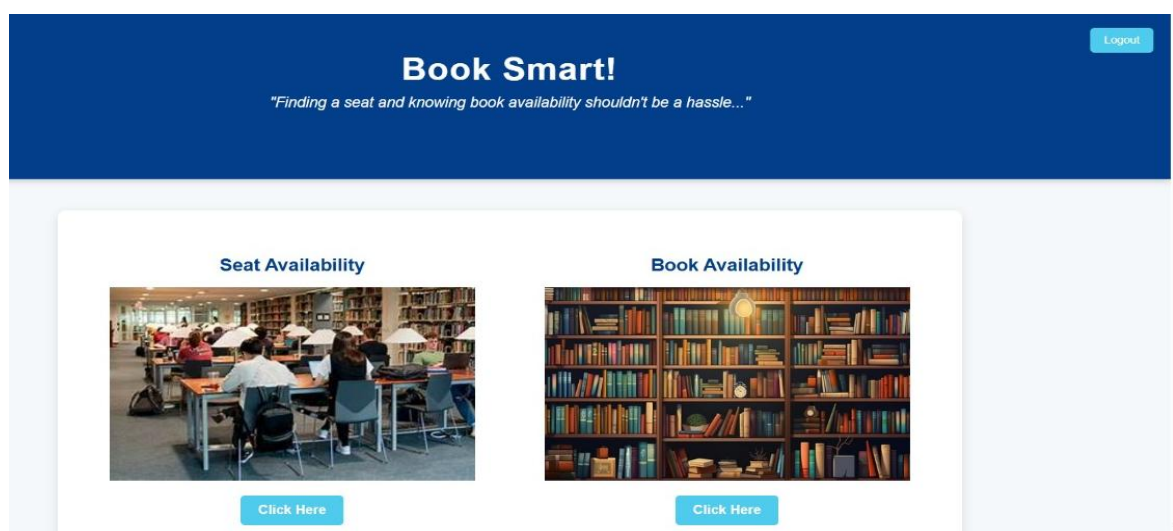 Logout
Book Smart!
"Finding a seat and knowing book availability shouldn't be a hassle..."
Seat Availability
Book Availability
Click Here
Click Here